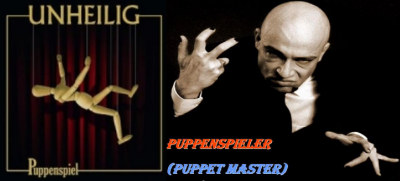 UNHEILIG
Puppenspiel
PUPPENSPIELER
(PUPPET MASTER)